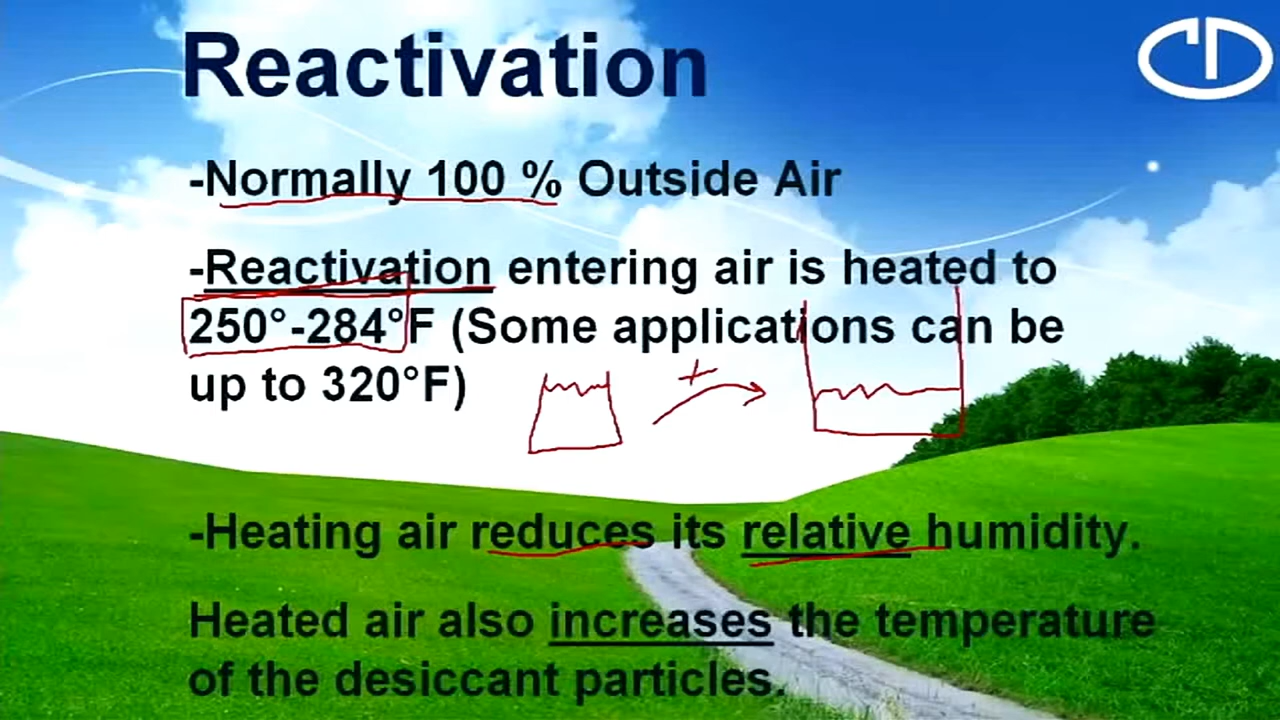 Reactivation
-Normally 100 % Outside Air
-Reactivation entering air is heated to
250°-284°F (Some applications can be
up to 320°F)
-Heating air reduces its relative humidity.
Heated air also increases the temperature
of the desiccant particles.